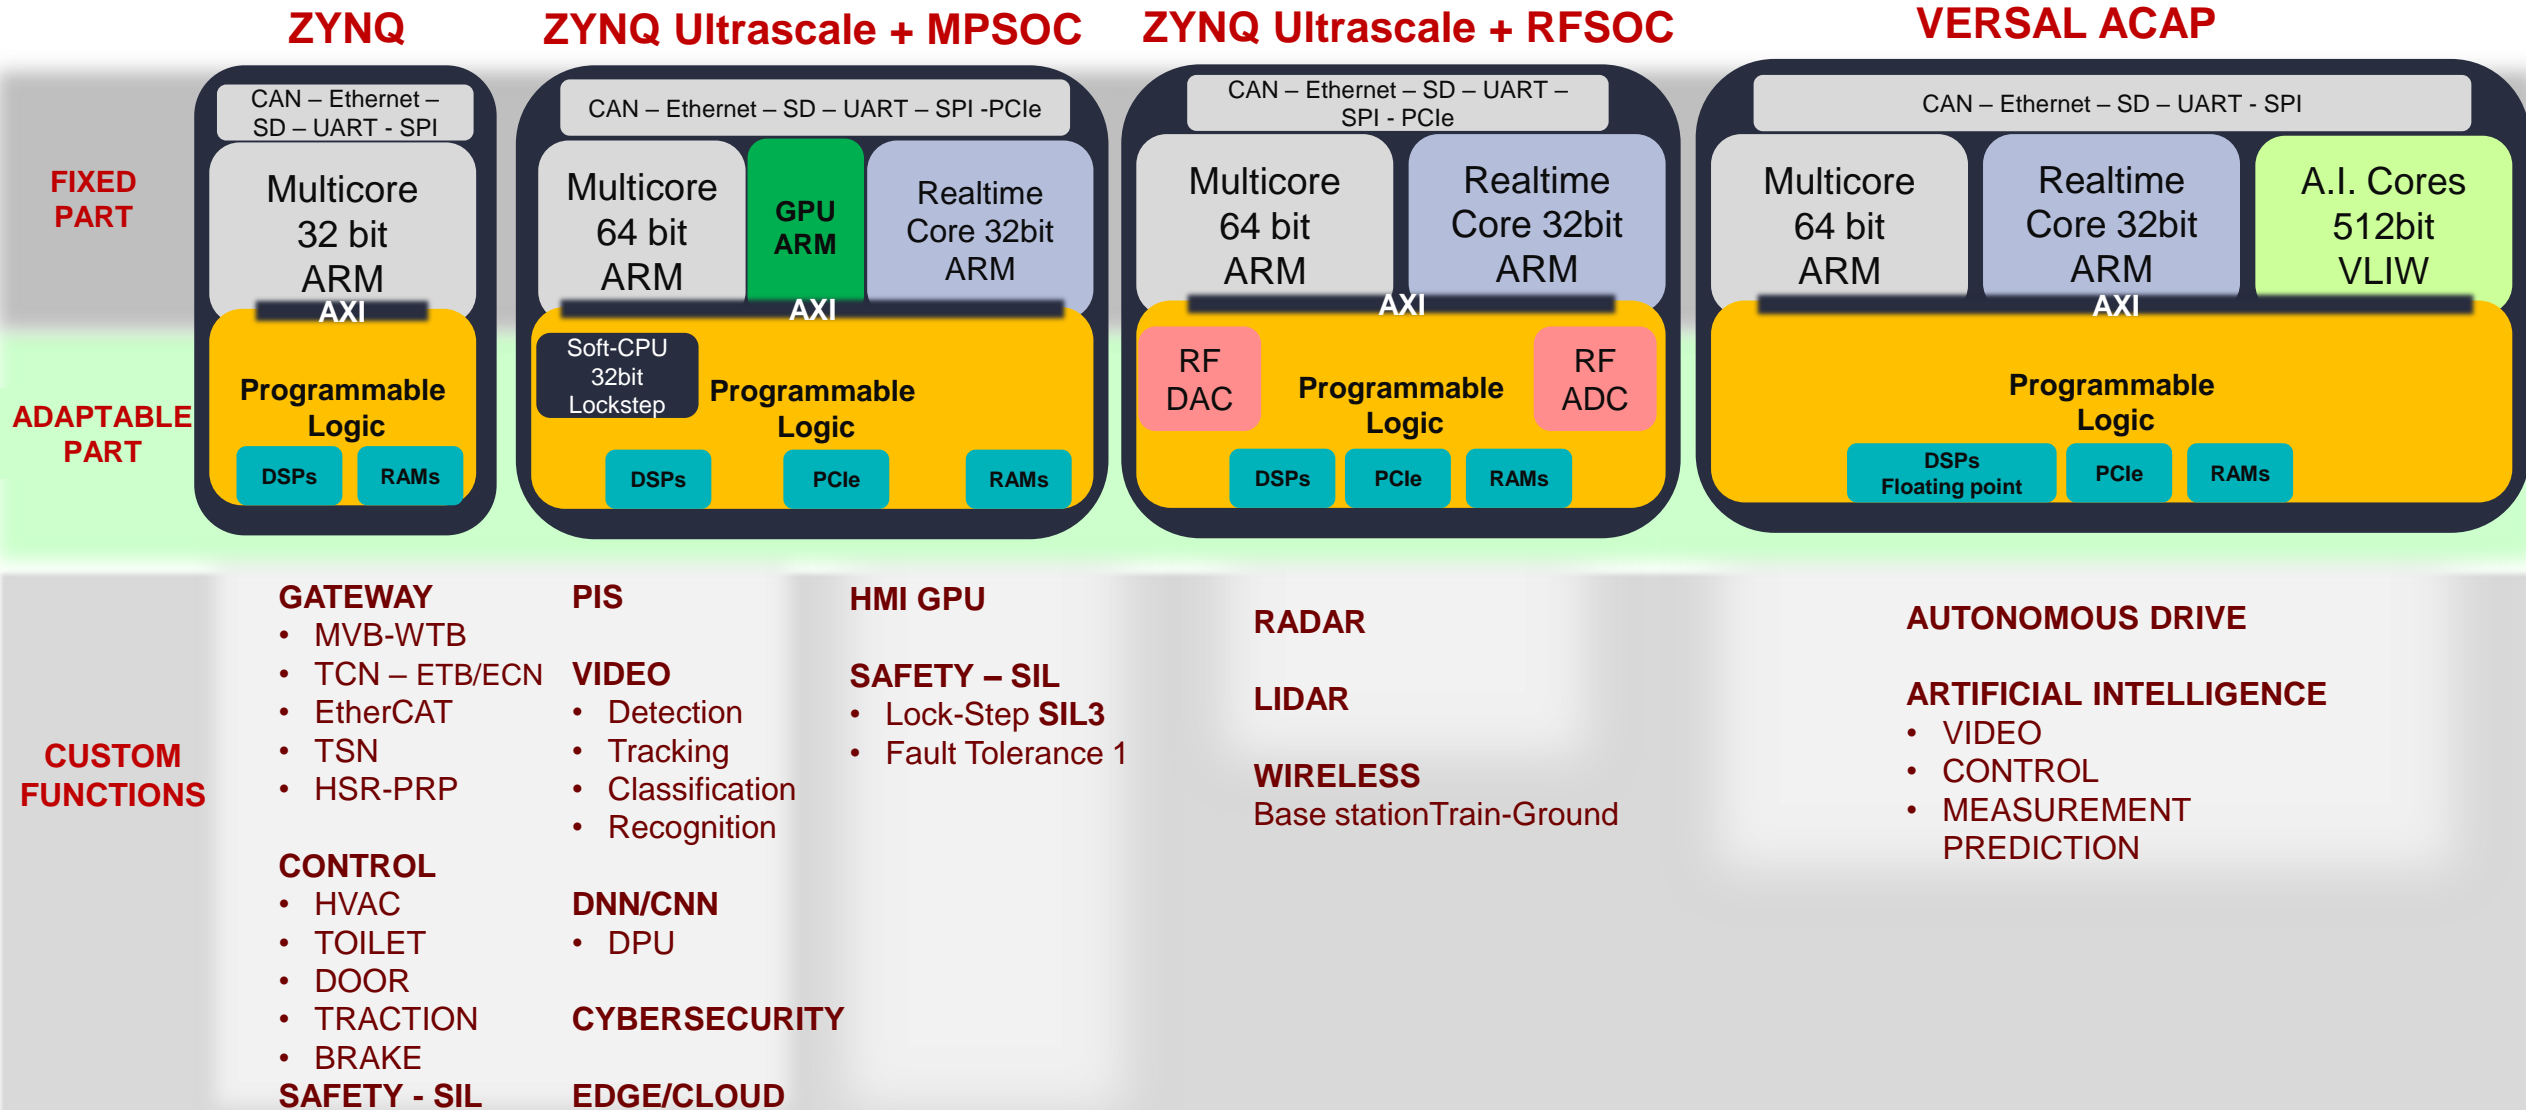 ZYNQ
ZYNQ Ultrascale + MPSOC
ZYNQ Ultrascale + RFSOC
VERSAL ACAP
FIXED
PART
ADAPTABLE
PART
CUSTOM
FUNCTIONS
CAN – Ethernet –
SD – UART - SPI
Multicore
32 bit
ARM
AXI
Programmable
Logic
DSPs
RAMs
CAN – Ethernet – SD – UART – SPI -PCIe
Multicore
64 bit
ARM
GPU
ARM
Realtime
Core 32bit
ARM
AXI
Soft-CPU
32bit
Lockstep
Programmable
Logic
DSPs
PCIe
RAMs
CAN – Ethernet – SD – UART –
SPI - PCIe
Multicore
64 bit
ARM
Realtime
Core 32bit
ARM
AXI
RF
DAC
Programmable
Logic
RF
ADC
DSPs
PCIe
RAMs
CAN – Ethernet – SD – UART - SPI
Multicore
64 bit
ARM
Realtime
Core 32bit
ARM
A.I. Cores
512bit
VLIW
AXI
Programmable
Logic
DSPs
Floating point
PCIe
RAMs
GATEWAY
• MVB-WTB
• TCN – ETB/ECN
• EtherCAT
• TSN
• HSR-PRP
CONTROL
• HVAC
• TOILET
• DOOR
• TRACTION
• BRAKE
SAFETY - SIL
PIS
VIDEO
• Detection
• Tracking
• Classification
• Recognition
DNN/CNN
• DPU
CYBERSECURITY
EDGE/CLOUD
HMI GPU
SAFETY – SIL
• Lock-Step SIL3
• Fault Tolerance 1
RADAR
LIDAR
WIRELESS
Base stationTrain-Ground
AUTONOMOUS DRIVE
ARTIFICIAL INTELLIGENCE
• VIDEO
• CONTROL
• MEASUREMENT
PREDICTION